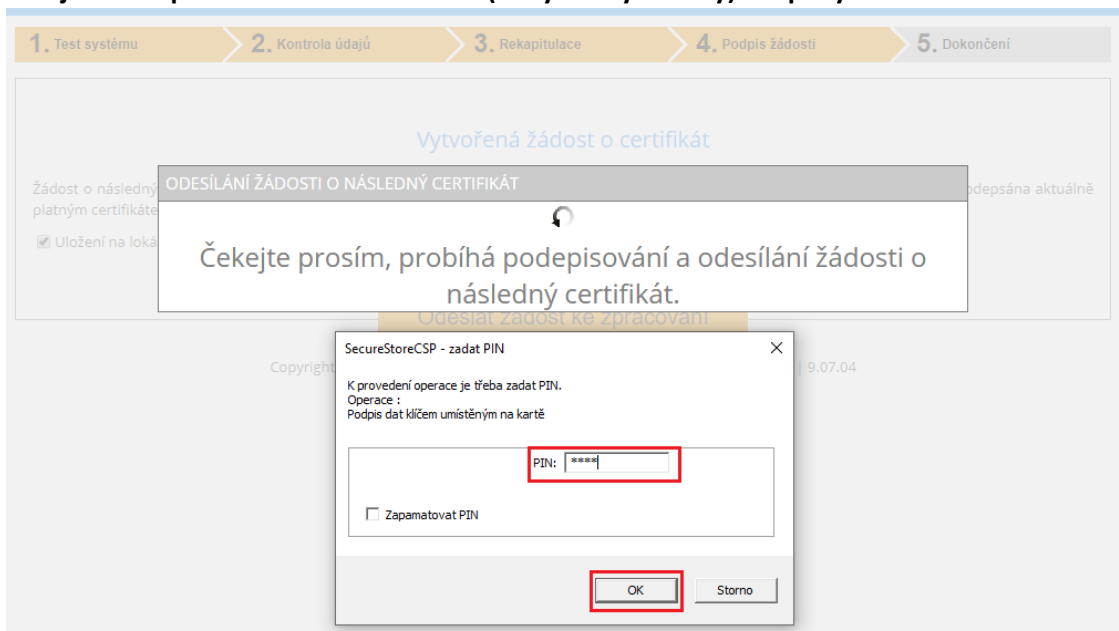 1. Test systému 2. Kontrola údajů 3. Rekapitulace 4. Podpis žádosti 5. Dokončení
Vytvořená žádost o certifikát
Žádost o následný
depsána aktuálně
platným certifikáte
Uložení na loká
ODESÍLÁNÍ ŽÁDOSTI O NÁSLEDNÝ CERTIFIKÁT
Čekejte prosím, probíhá podepisování a odesílání žádosti o
následný certifikát.
Odeslat žádost ke zpracování
Copyright
| 9.07.04
SecureStoreCSP - zadat PIN
K provedení operace je třeba zadat PIN.
Operace :
Podpis dat klíčem umístěným na kartě
PIN: ****
Zapamatovat PIN
OK Storno